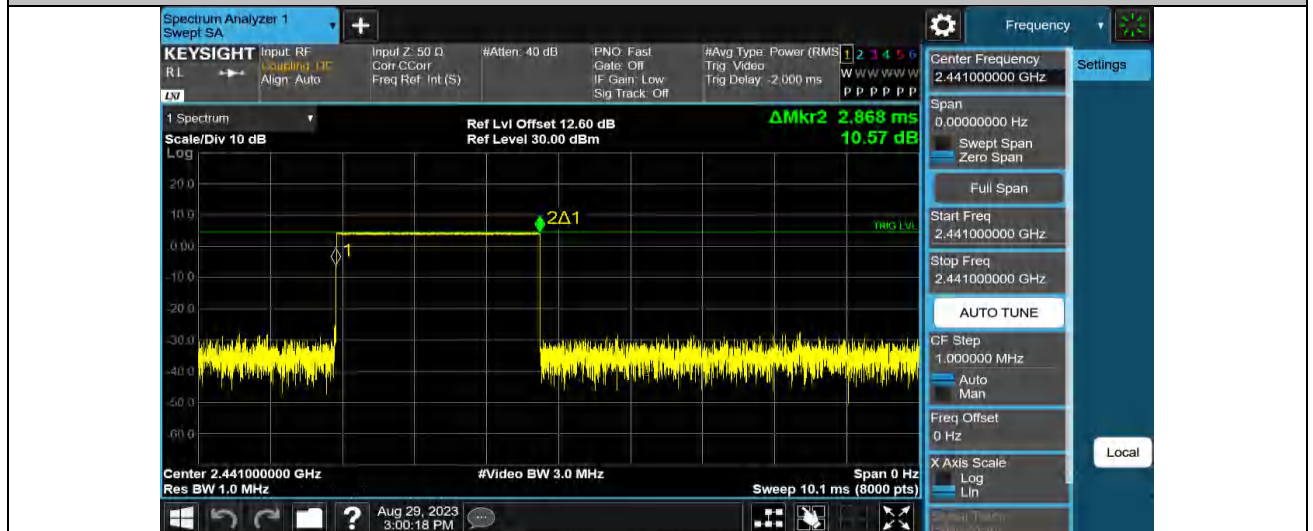 Spectrum Analyzer 1
Swept SA
+
Frequency
KEYSIGHT
RL
LXI
Input: RF
Coupling: DC
Align: Auto
Input Z: 50 Ω
Corr CCorr
Freq Ref: Int (S)
#Atten: 40 dB
PNO: Fast
Gate: Off
IF Gain: Low
Sig Track: Off
#Avg Type: Power (RMS
Trig: Video
Trig Delay: -2.000 ms
1 2 3 4 5 6
W W W W W W
P P P P P P
1 Spectrum
Scale/Div 10 dB
Log
Ref Lvl Offset 12.60 dB
Ref Level 30.00 dBm
ΔMkr2 2.868 ms
10.57 dB
20.0
10.0
0.00
-10.0
-20.0
-30.0
-40.0
-50.0
-60.0
2Δ1
1
TRIG LVL
Center 2.441000000 GHz
Res BW 1.0 MHz
#Video BW 3.0 MHz
Span 0 Hz
Sweep 10.1 ms (8000 pts)
?
Aug 29, 2023
3:00:18 PM
Center Frequency
2.441000000 GHz
Settings
Span
0.00000000 Hz
Swept Span
Zero Span
Full Span
Start Freq
2.441000000 GHz
Stop Freq
2.441000000 GHz
AUTO TUNE
CF Step
1.000000 MHz
Auto
Man
Freq Offset
0 Hz
X Axis Scale
Log
Lin
Local